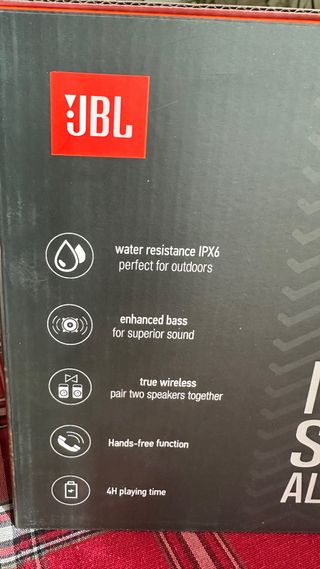 JBL
water resistance IPX6
perfect for outdoors
enhanced bass
for superior sound
true wireless
pair two speakers together
Hands-free function
4H playing time
S
AL